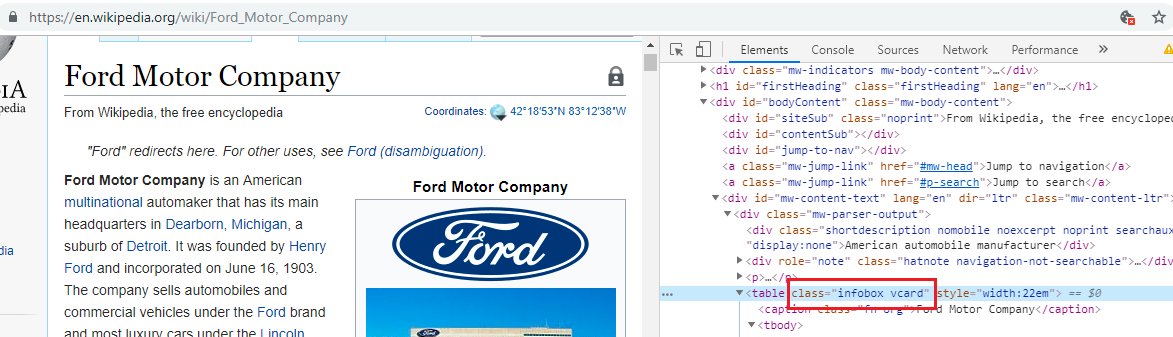 https://en.wikipedia.org/wiki/Ford_Motor_Company
Elements Console Sources Network Performance »
Ford Motor Company
From Wikipedia, the free encyclopedia
Coordinates: 42°18′53″N 83°12′38″W
"Ford" redirects here. For other uses, see Ford (disambiguation).
Ford Motor Company is an American
multinational automaker that has its main
headquarters in Dearborn, Michigan, a
suburb of Detroit. It was founded by Henry
Ford and incorporated on June 16, 1903.
The company sells automobiles and
commercial vehicles under the Ford brand
and most luxury cars under the Lincoln
Ford Motor Company
Ford
pedia
dia
<div class="mw-indicators mw-body-content">…</div>
<h1 id="firstHeading" class="firstHeading" lang="en">…</h1>
<div id="bodyContent" class="mw-body-content">
<div id="siteSub" class="noprint">From Wikipedia, the free encycloped
<div id="contentSub"></div>
<div id="jump-to-nav"></div>
<a class="mw-jump-link" href="#mw-head">Jump to navigation</a>
<a class="mw-jump-link" href="#p-search">Jump to search</a>
<div id="mw-content-text" lang="en" dir="ltr" class="mw-content-ltr">
<div class="mw-parser-output">
<div class="shortdescription nomobile noexcerpt noprint searchaux
"display:none">American automobile manufacturer</div>
<div role="note" class="hatnote navigation-not-searchable">…</div>
<p>…</p>
… <table class="infobox vcard" style="width:22em"> == $0
<caption class="fn org">Ford Motor Company</caption>
<tbody>